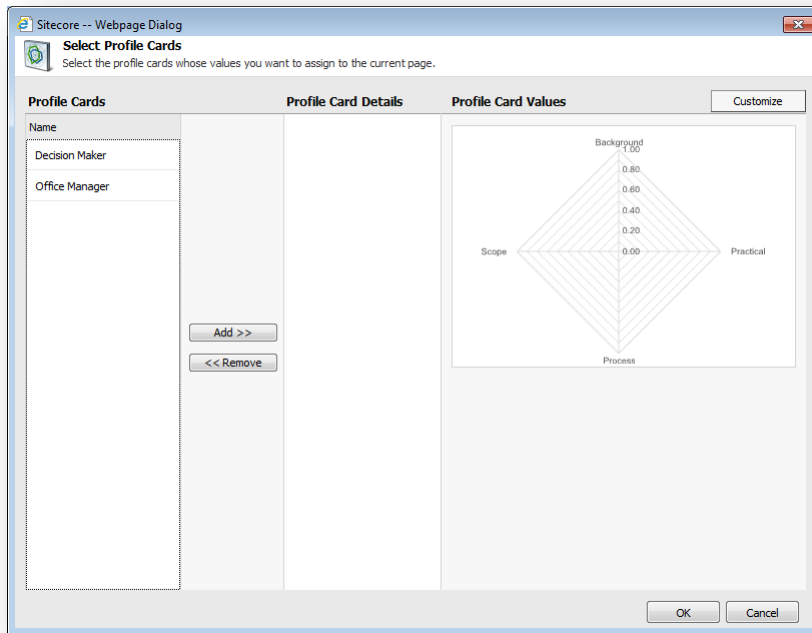 Sitecore -- Webpage Dialog
Select Profile Cards
Select the profile cards whose values you want to assign to the current page.
Profile Cards
Profile Card Details
Profile Card Values
Customize
Name
Decision Maker
Office Manager
Add >>
<< Remove
Background
1.00
0.80
0.60
0.40
0.20
Scope
0.00
Practical
Process
OK
Cancel